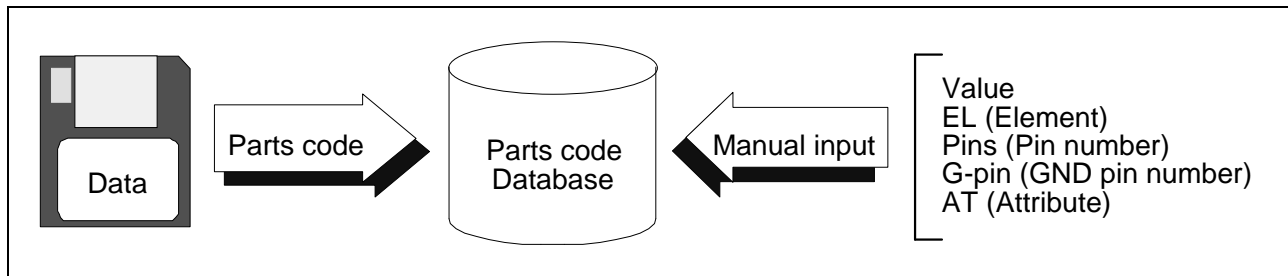 Data
Parts code
Parts code
Database
Manual input
Value
EL (Element)
Pins (Pin number)
G-pin (GND pin number)
AT (Attribute)